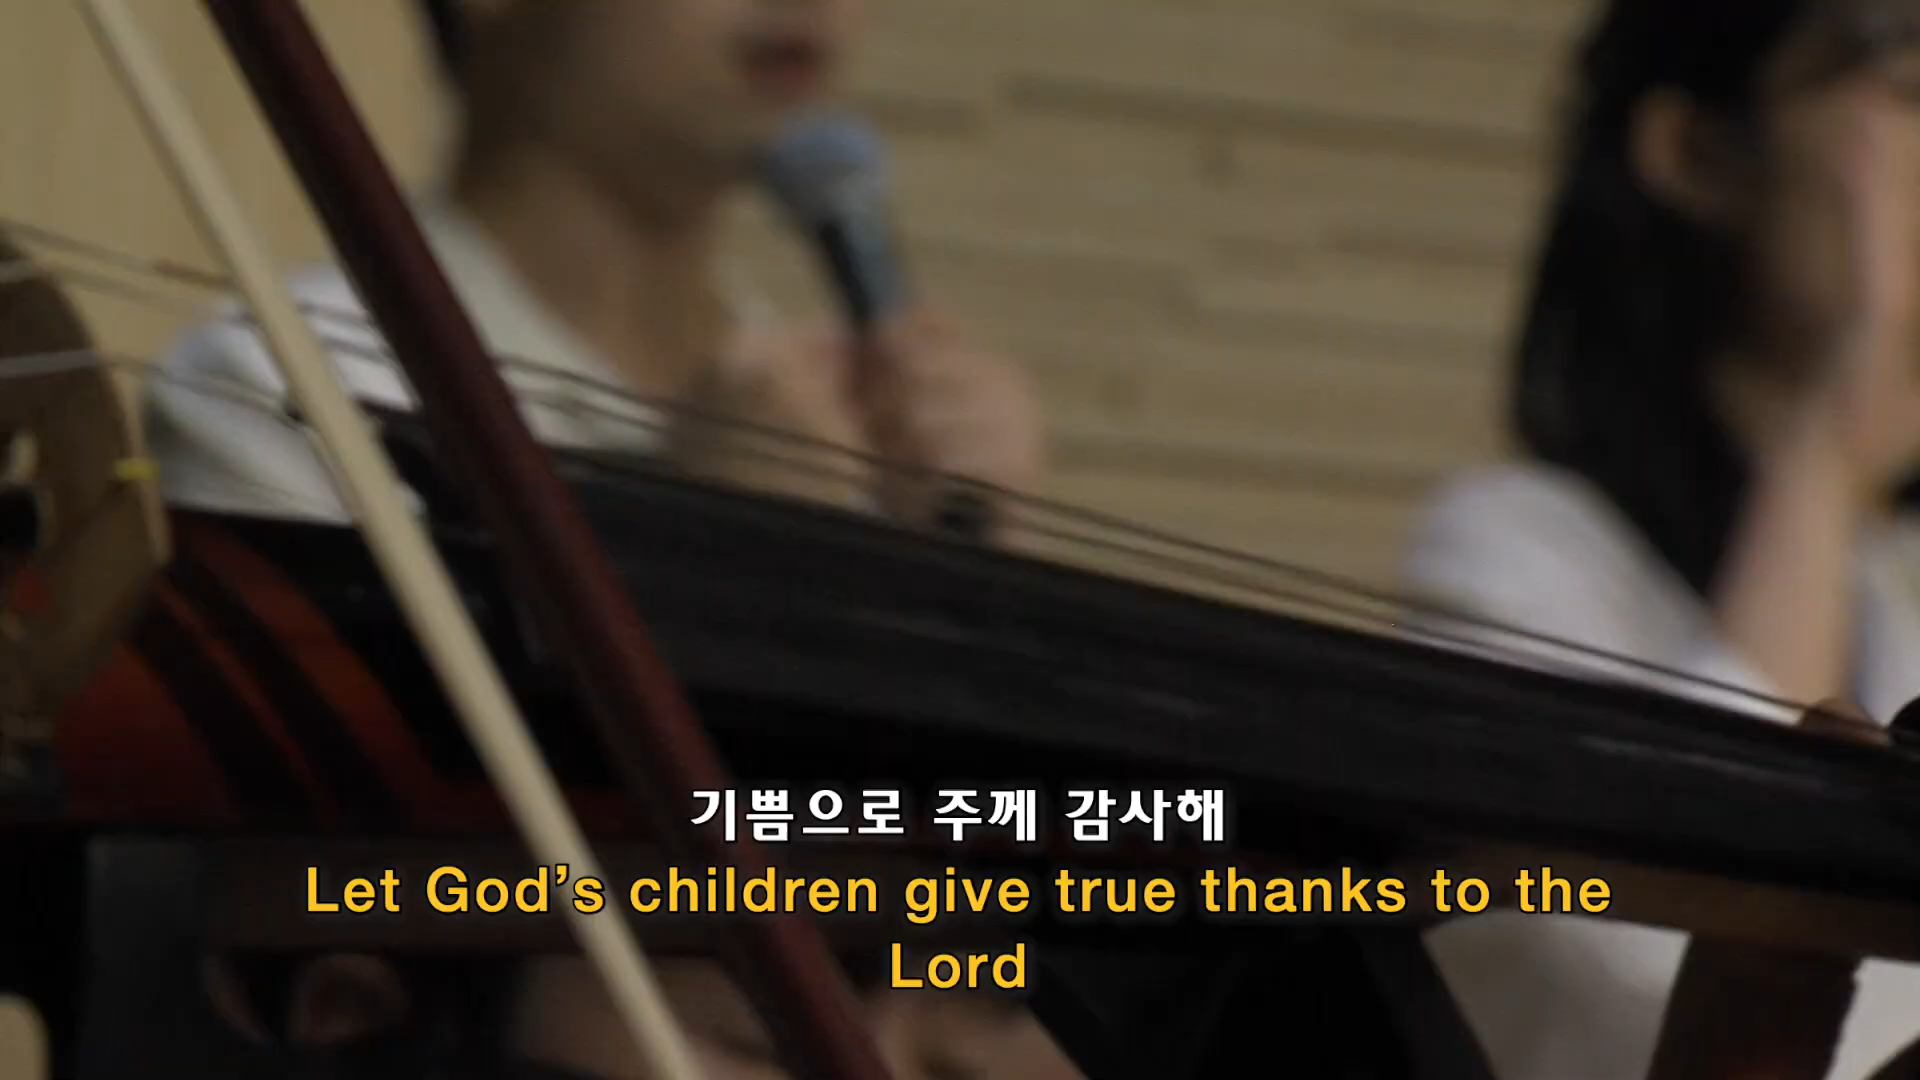 기쁨으로 주께 감사해
Let God’s children give true thanks to the
Lord